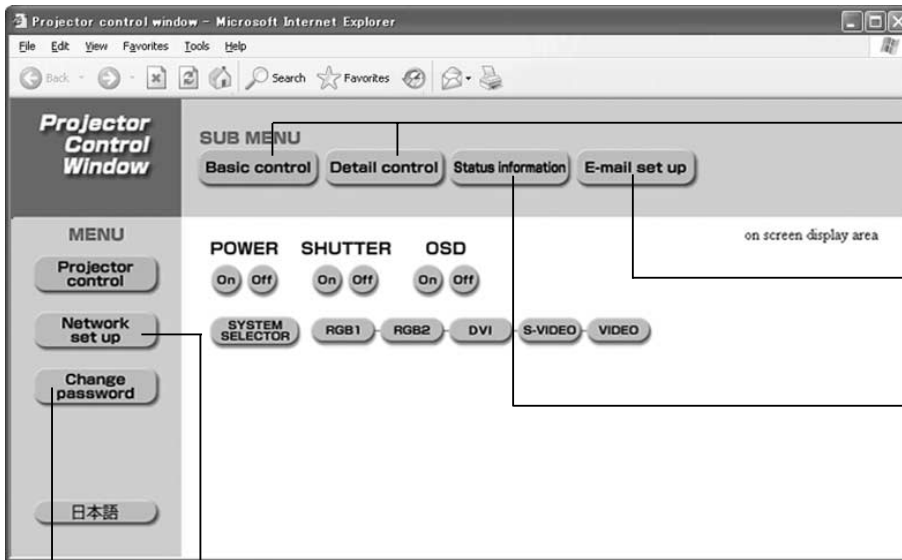 Projector control window - Microsoft Internet Explorer
File Edit View Favorites Tools Help
Back Search Favorites
Projector
Control
Window
SUB MENU
Basic control Detail control Status information E-mail set up
MENU
Projector
control
Network
set up
Change
password
日本語
POWER SHUTTER OSD
On Off On Off On Off
SYSTEM
SELECTOR
RGB1 RGB2 DVI S-VIDEO VIDEO
on screen display area